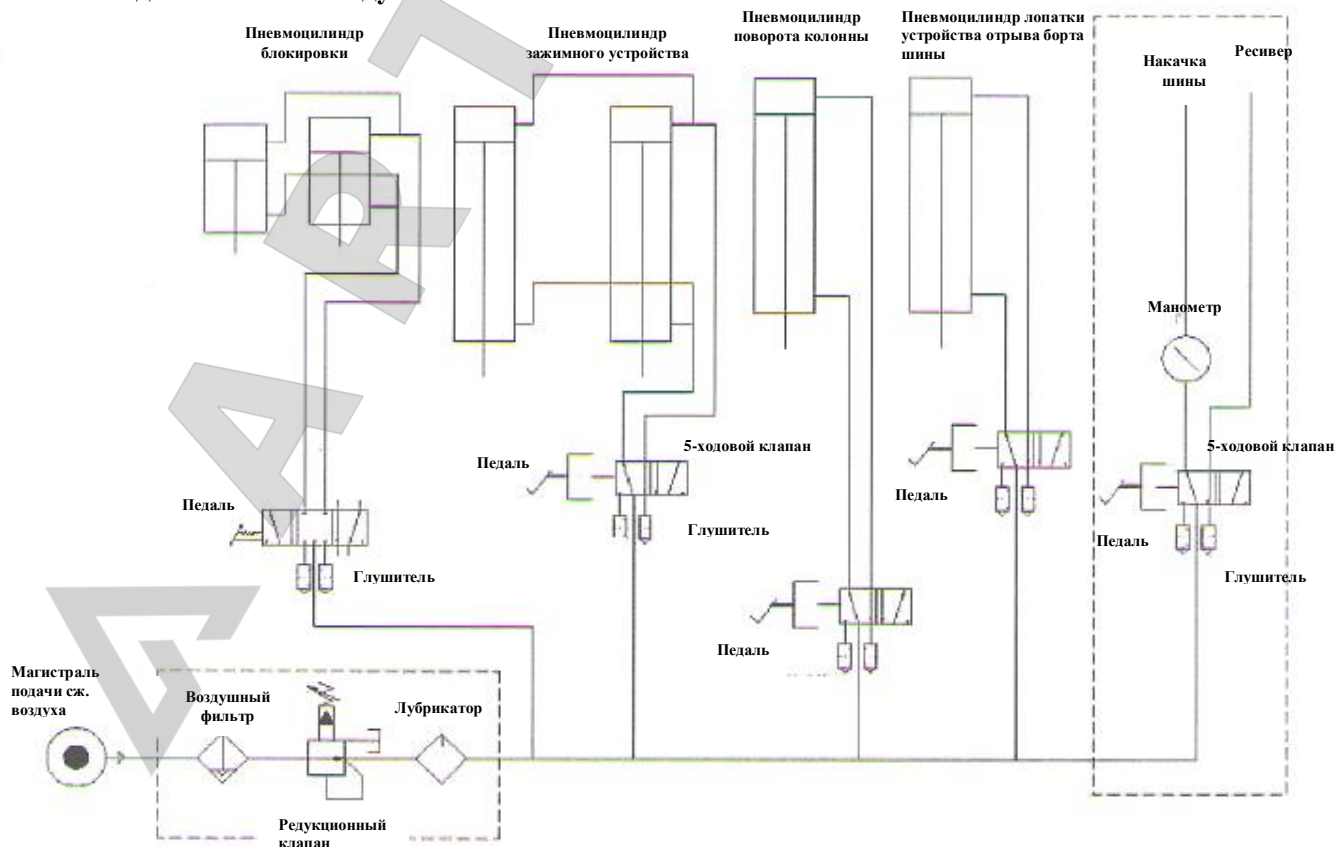 Пневмоцилиндр
блокировки
Пневмоцилиндр
зажимного устройства
Пневмоцилиндр
поворота колонны
Пневмоцилиндр лопатки
устройства отрыва борта
шины
Накачка
шины
Ресивер
Манометр
5-ходовой клапан
5-ходовой клапан
Педаль
Педаль
Педаль
Педаль
Глушитель
Педаль
Глушитель
Глушитель
Магистраль
подачи сж.
воздуха
Воздушный
фильтр
Лубрикатор
Редукционный
клапан